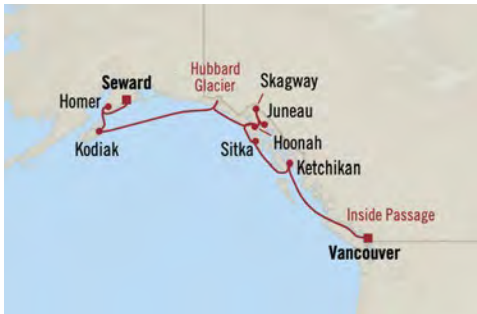 Hubbard
Glacier
Skagway
Seward
Homer
Juneau
Hoonah
Kodiak
Sitka
Ketchikan
Inside Passage
Vancouver